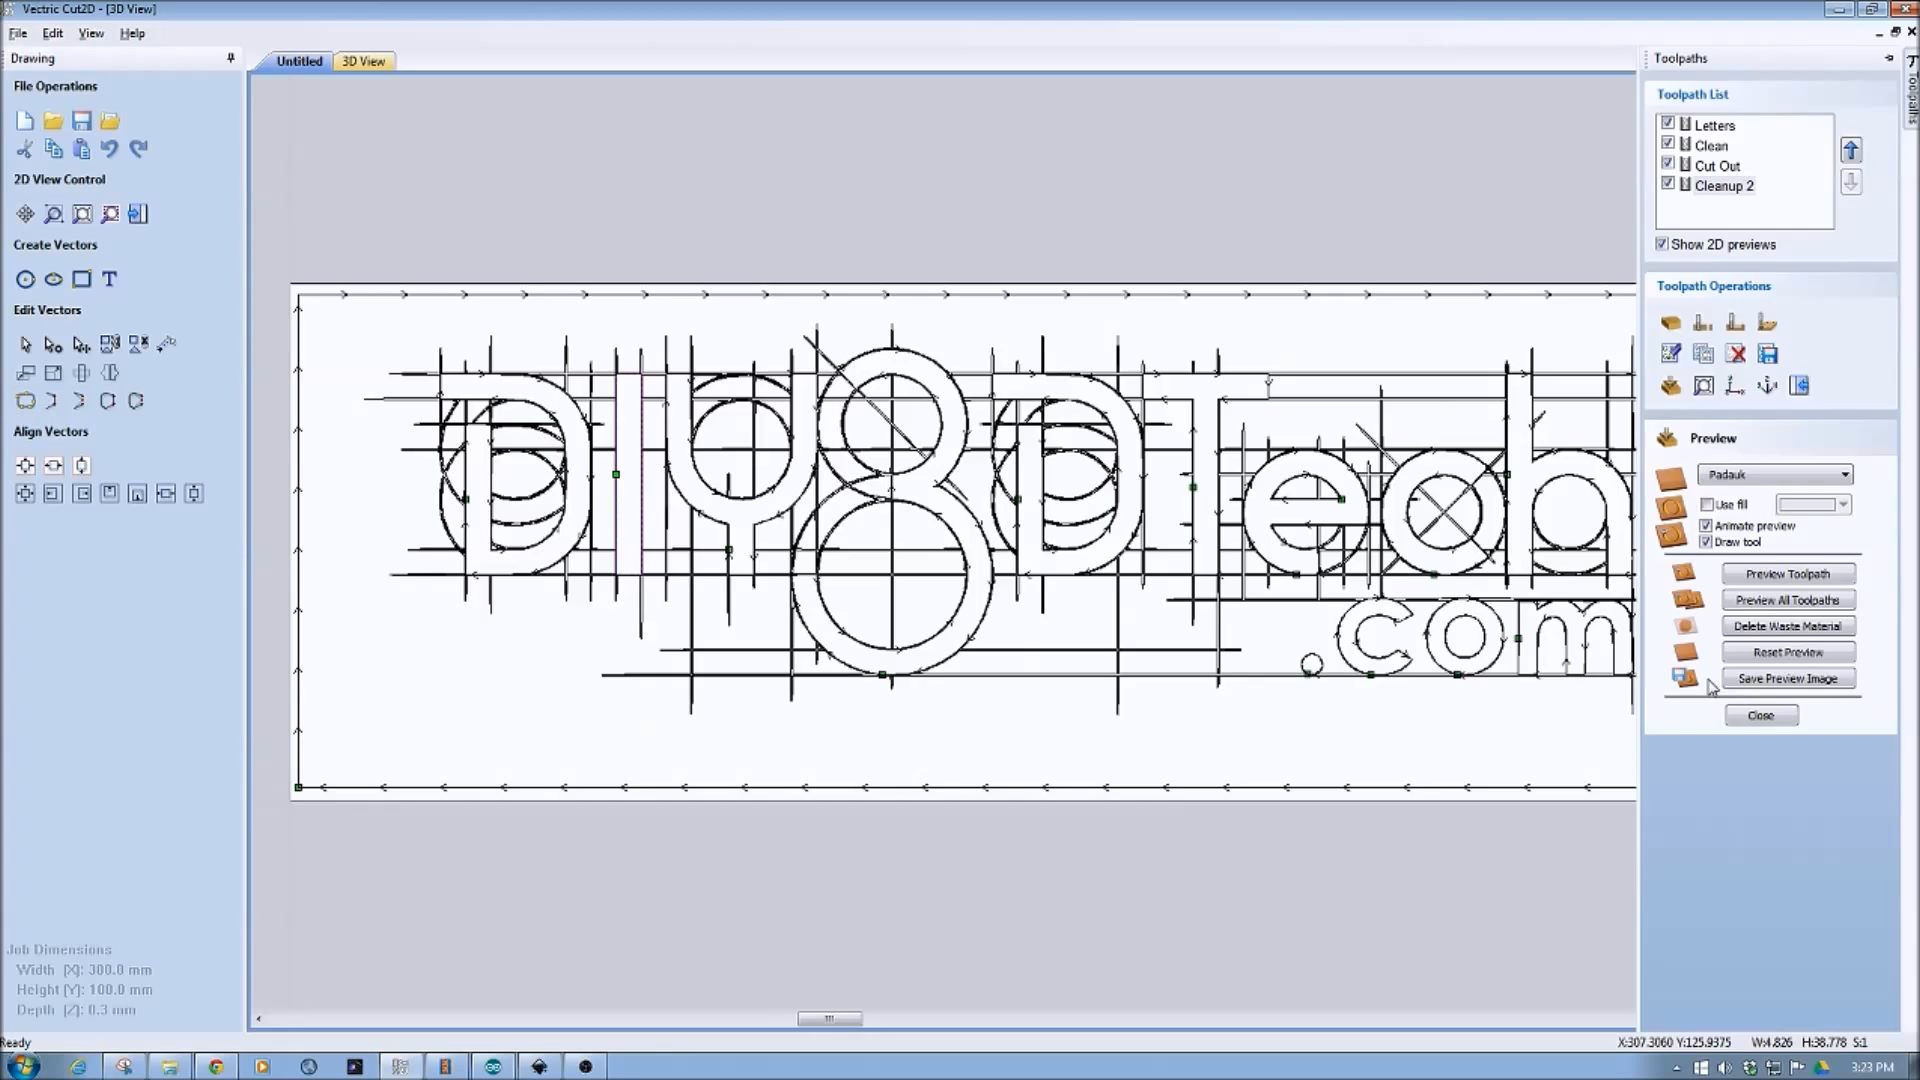 Vectric Cut2D - [3D View]
File Edit View Help
Drawing
File Operations
2D View Control
Create Vectors
T
Edit Vectors
Align Vectors
Job Dimensions
Width [X]: 300.0 mm
Height [Y]: 100.0 mm
Depth [Z]: 0.3 mm
Ready
Untitled 3D View
DIY3DTech
.com
Toolpaths
Toolpaths
Toolpath List
Letters
Clean
Cut Out
Cleanup 2
Show 2D previews
Toolpath Operations
Preview
Padauk
Use fill
Animate preview
Draw tool
Preview Toolpath
Preview All Toolpaths
Delete Waste Material
Reset Preview
Save Preview Image
Close
X:307.3060 Y:125.9375 W:4.826 H:38.778 S:1
3:23 PM